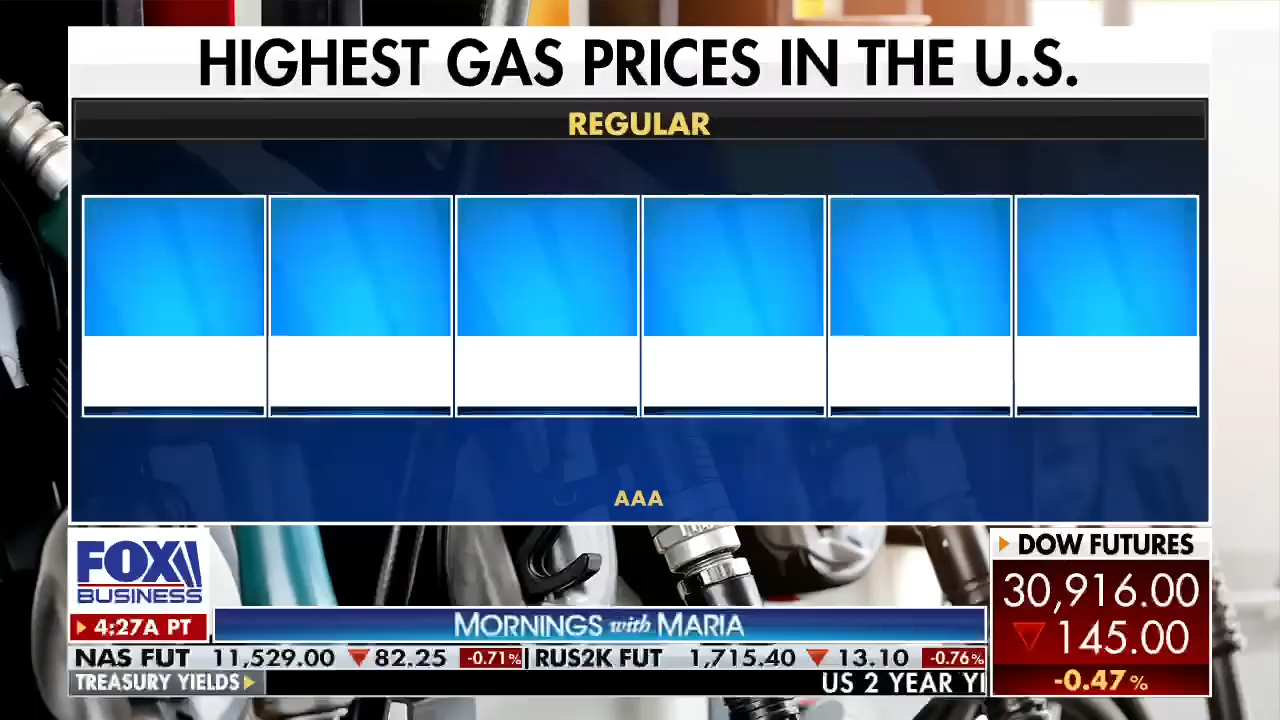 HIGHEST GAS PRICES IN THE U.S.
REGULAR
AAA
FOX
BUSINESS
4:27A PT
MORNINGS with MARIA
NAS FUT 11,529.00 82.25 -0.71% RUS2K FUT 1,715.40 13.10 -0.76%
TREASURY YIELDS US 2 YEAR YI
DOW FUTURES
30,916.00
145.00
-0.47%